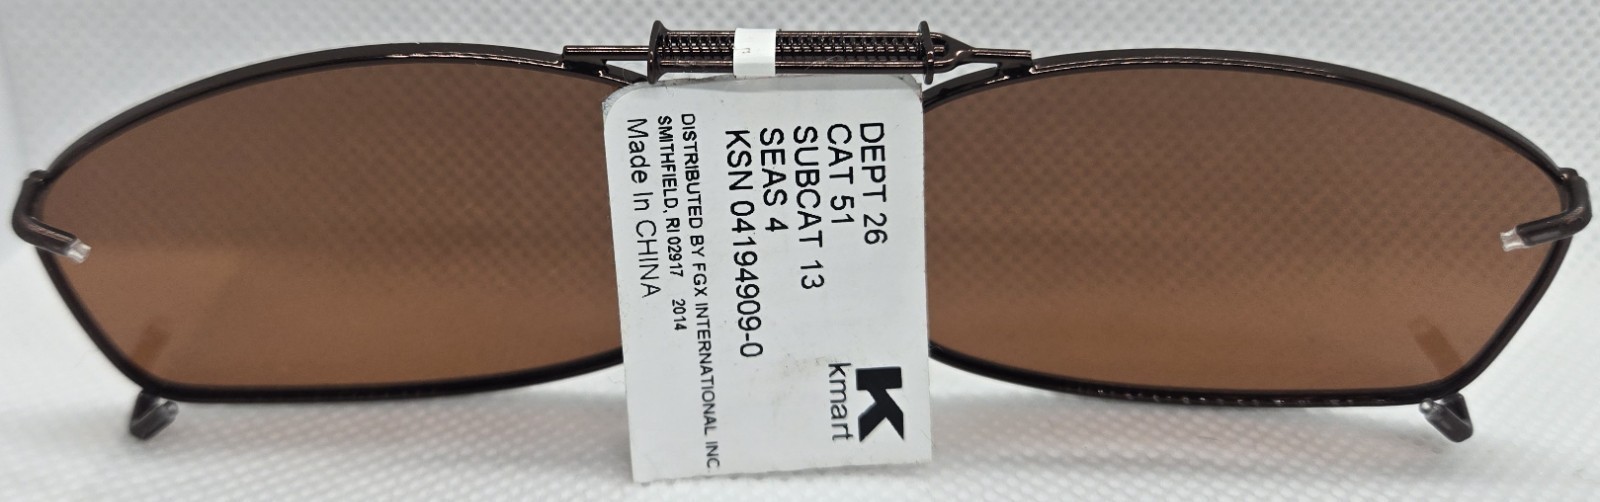 DEPT 26
CAT 51
SUBCAT 13
SEAS 4
KSN 04194909-0
K
kmart
DISTRIBUTED BY FGX INTERNATIONAL INC.
SMITHFIELD, RI 02917 2014
Made In CHINA